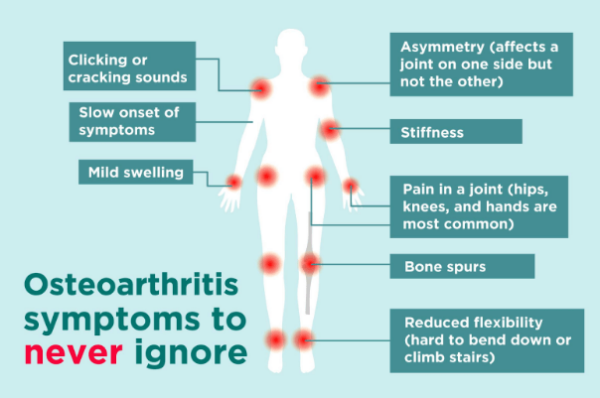 Clicking or
cracking sounds
Slow onset of
symptoms
Mild swelling
Asymmetry (affects a
joint on one side but
not the other)
Stiffness
Pain in a joint (hips,
knees, and hands are
most common)
Bone spurs
Reduced flexibility
(hard to bend down or
climb stairs)
Osteoarthritis
symptoms to
never ignore